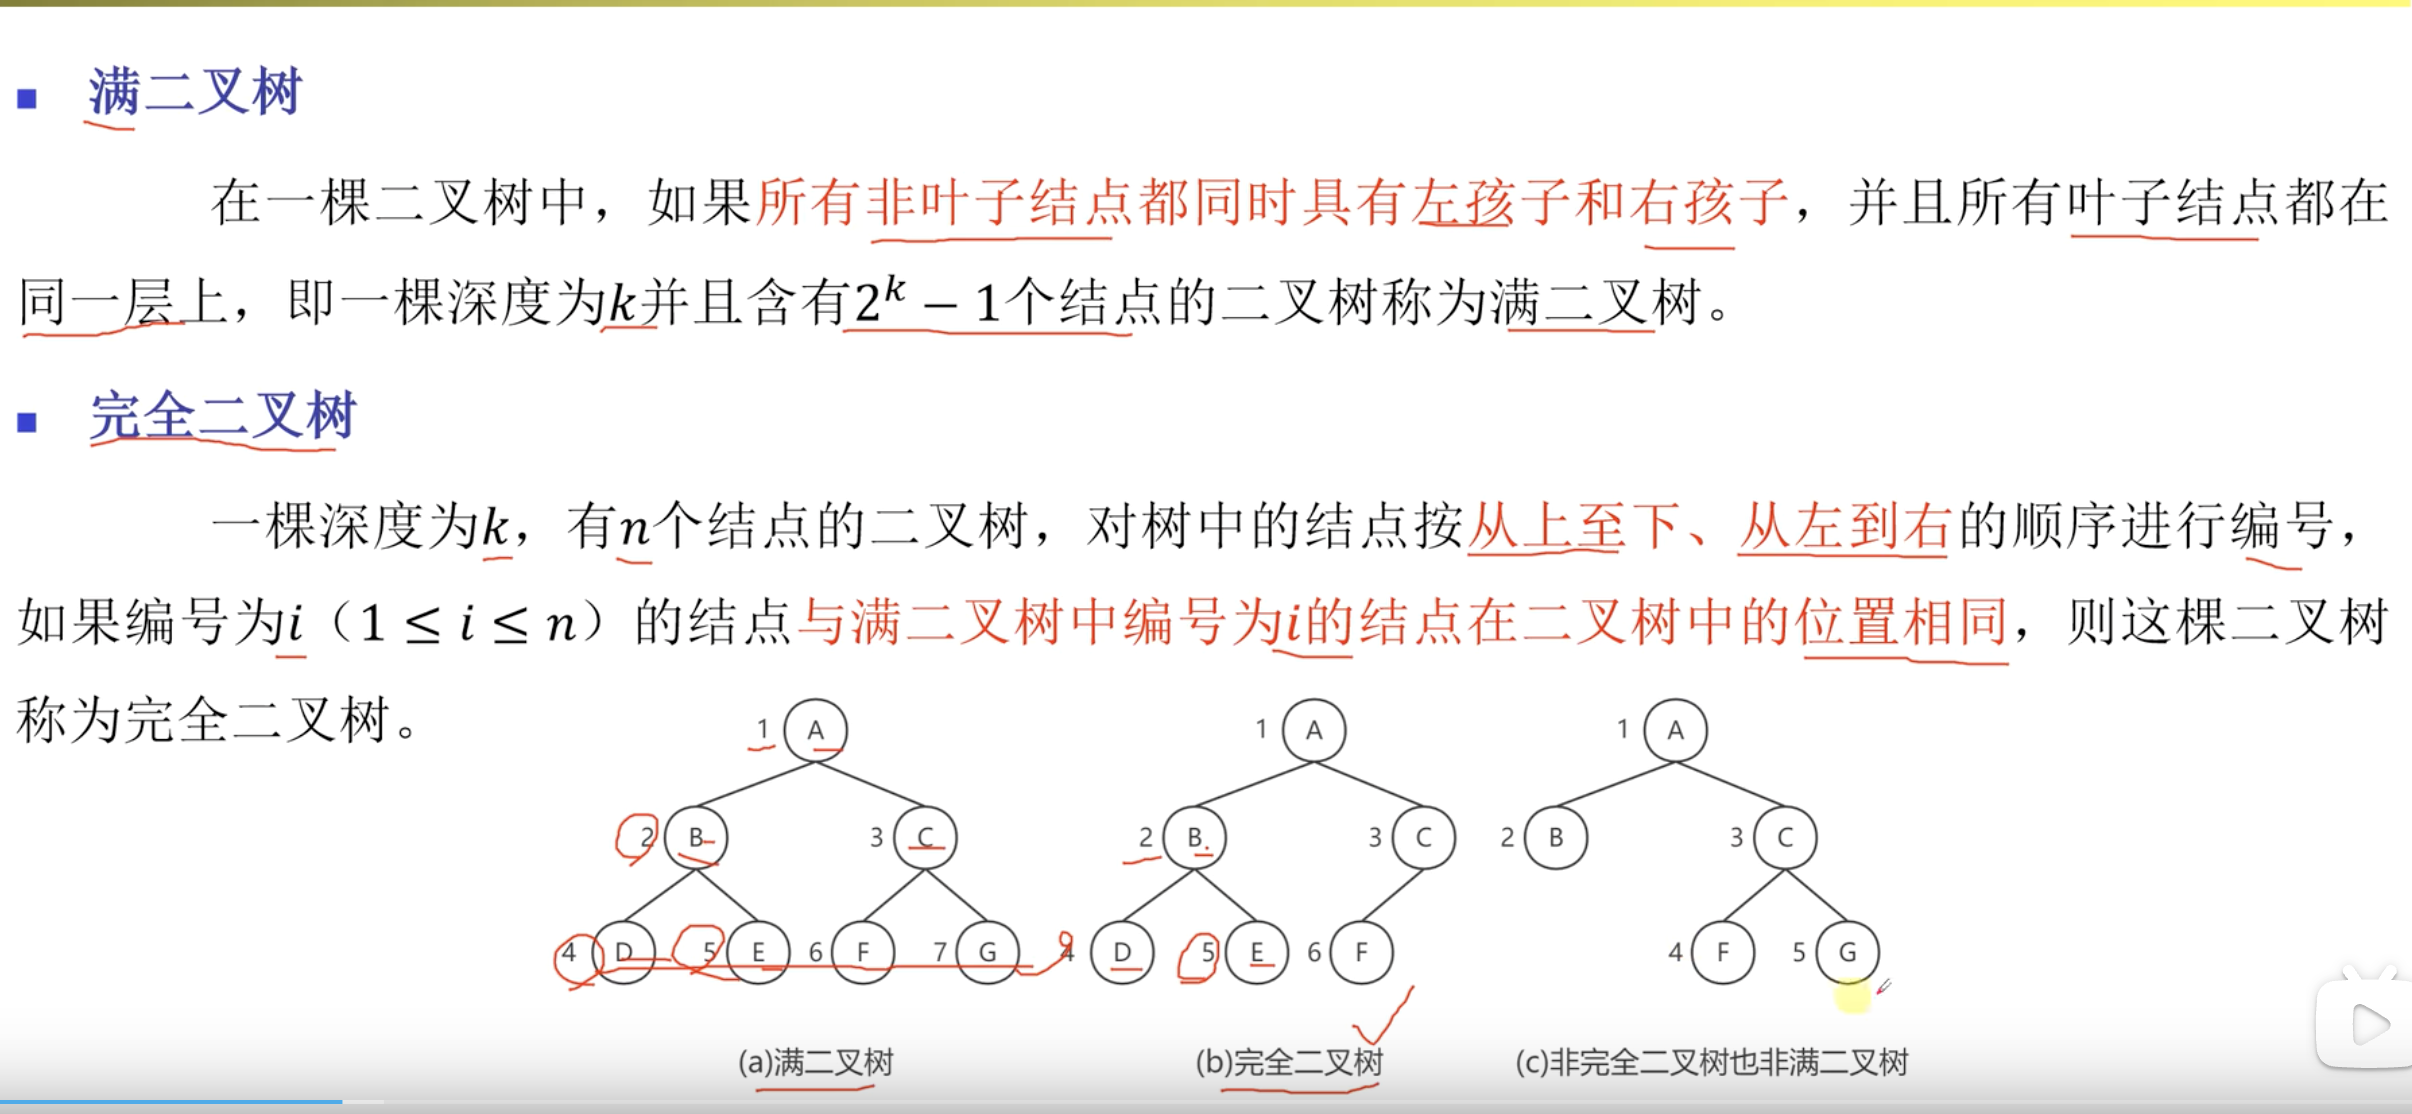 满二叉树
在一棵二叉树中，如果所有非叶子结点都同时具有左孩子和右孩子，并且所有叶子结点都在
同一层上，即一棵深度为k并且含有2^k − 1个结点的二叉树称为满二叉树。
完全二叉树
一棵深度为k，有n个结点的二叉树，对树中的结点按从上至下、从左到右的顺序进行编号，
如果编号为i（1 ≤ i ≤ n）的结点与满二叉树中编号为i的结点在二叉树中的位置相同，则这棵二叉树
称为完全二叉树。
1 A 1 A 1 A
2 B 3 C 2 B 3 C 2 B 3 C
4 D 5 E 6 F 7 G 4 D 5 E 6 F 4 F 5 G
(a)满二叉树 (b)完全二叉树 (c)非完全二叉树也非满二叉树